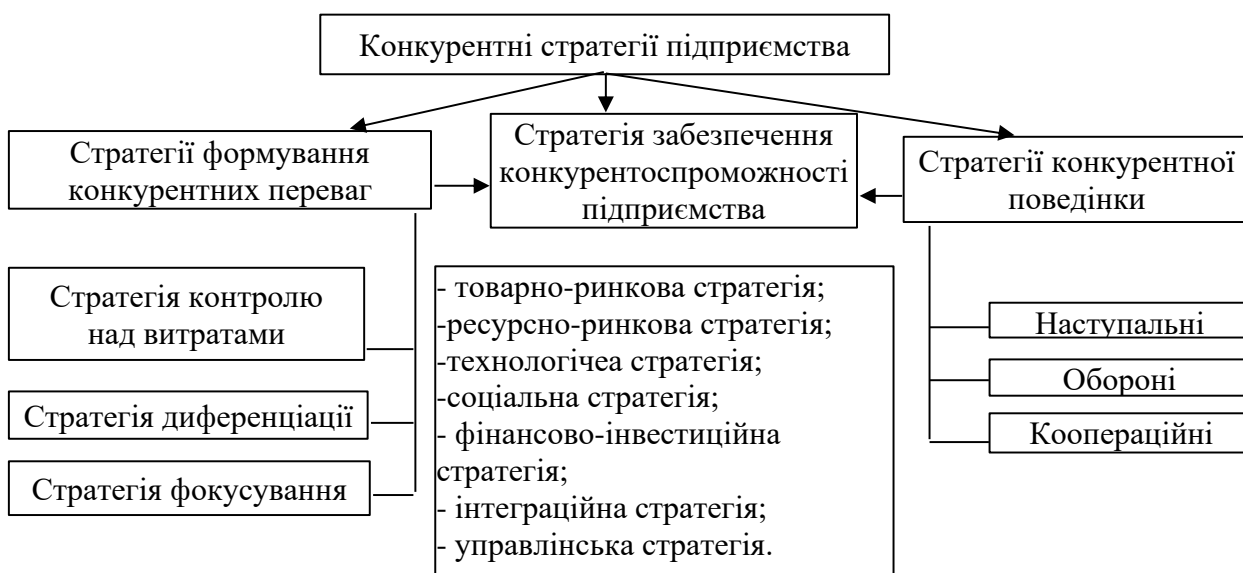 Конкурентні стратегії підприємства
Стратегії формування
конкурентних переваг
Стратегія забезпечення
конкурентоспроможності
підприємства
Стратегії конкурентної
поведінки
Стратегія контролю
над витратами
Стратегія диференціації
Стратегія фокусування
- товарно-ринкова стратегія;
-ресурсно-ринкова стратегія;
-технологічеа стратегія;
-соціальна стратегія;
- фінансово-інвестиційна
стратегія;
- інтеграційна стратегія;
- управлінська стратегія.
Наступальні
Обороні
Коопераційні